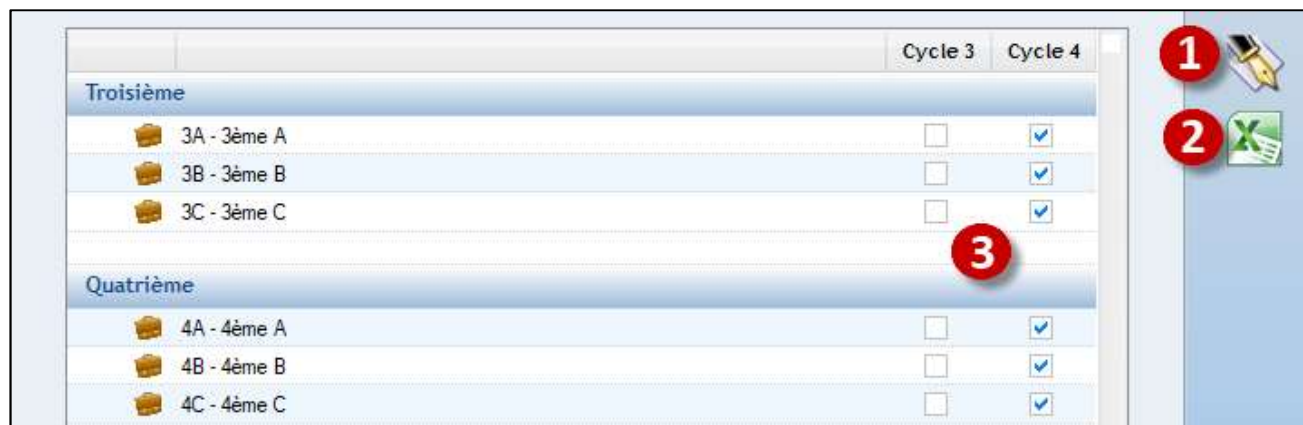 Cycle 3 Cycle 4
1
Troisième
2
3A - 3ème A
3B - 3ème B
3C - 3ème C
3
Quatrième
4A - 4ème A
4B - 4ème B
4C - 4ème C